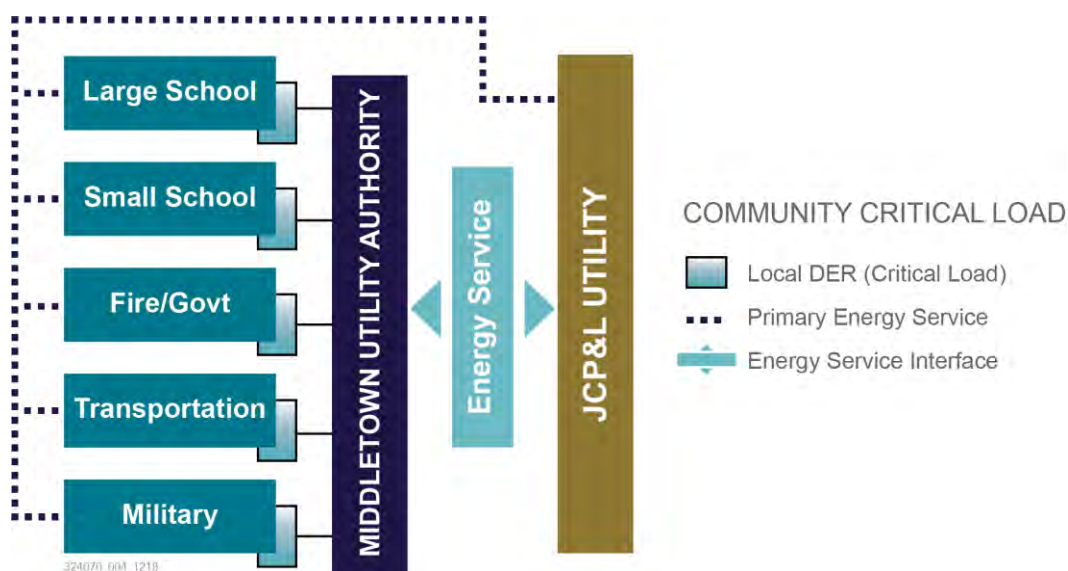 Large School
Small School
Fire/Govt
Transportation
Military
MIDDLETOWN UTILITY AUTHORITY
Energy Service
JCP&L UTILITY
COMMUNITY CRITICAL LOAD
Local DER (Critical Load)
Primary Energy Service
Energy Service Interface
324070_004_1218